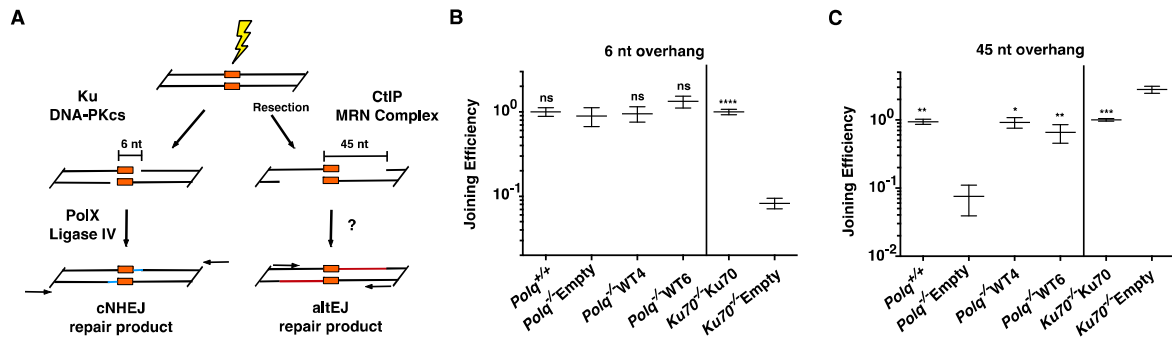 A
Ku
DNA-PKcs
Resection
CtIP
MRN Complex
6 nt
45 nt
PolX
Ligase IV
?
cNHEJ
repair product
altEJ
repair product
B
6 nt overhang
Joining Efficiency
10⁰
10⁻¹
ns
ns
ns
****
Polq+/+
Polq-/-Empty
Polq-/-WT4
Polq-/-WT6
Ku70-/-Ku70
Ku70-/-Empty
C
45 nt overhang
Joining Efficiency
10⁰
10⁻¹
10⁻²
**
*
**
***
Polq+/+
Polq-/-Empty
Polq-/-WT4
Polq-/-WT6
Ku70-/-Ku70
Ku70-/-Empty